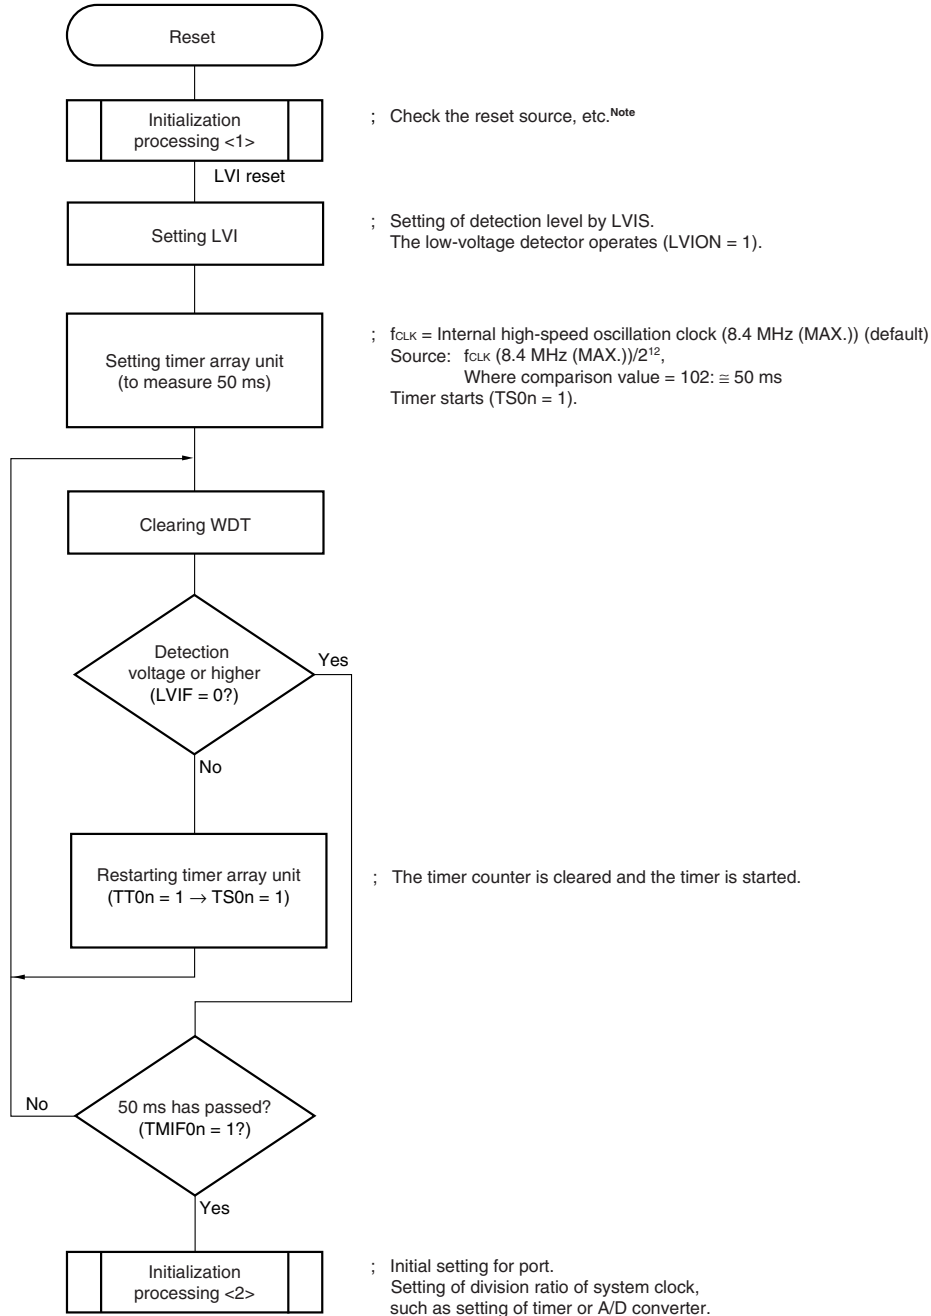 Reset
Initialization
processing <1>
; Check the reset source, etc.Note
LVI reset
Setting LVI
; Setting of detection level by LVIS.
The low-voltage detector operates (LVION = 1).
Setting timer array unit
(to measure 50 ms)
; fCLK = Internal high-speed oscillation clock (8.4 MHz (MAX.)) (default)
Source: fCLK (8.4 MHz (MAX.))/2¹²,
Where comparison value = 102: ≅ 50 ms
Timer starts (TS0n = 1).
Clearing WDT
Detection
voltage or higher
(LVIF = 0?)
Yes
No
Restarting timer array unit
(TT0n = 1 → TS0n = 1)
; The timer counter is cleared and the timer is started.
50 ms has passed?
(TMIF0n = 1?)
No
Yes
Initialization
processing <2>
; Initial setting for port.
Setting of division ratio of system clock,
such as setting of timer or A/D converter.